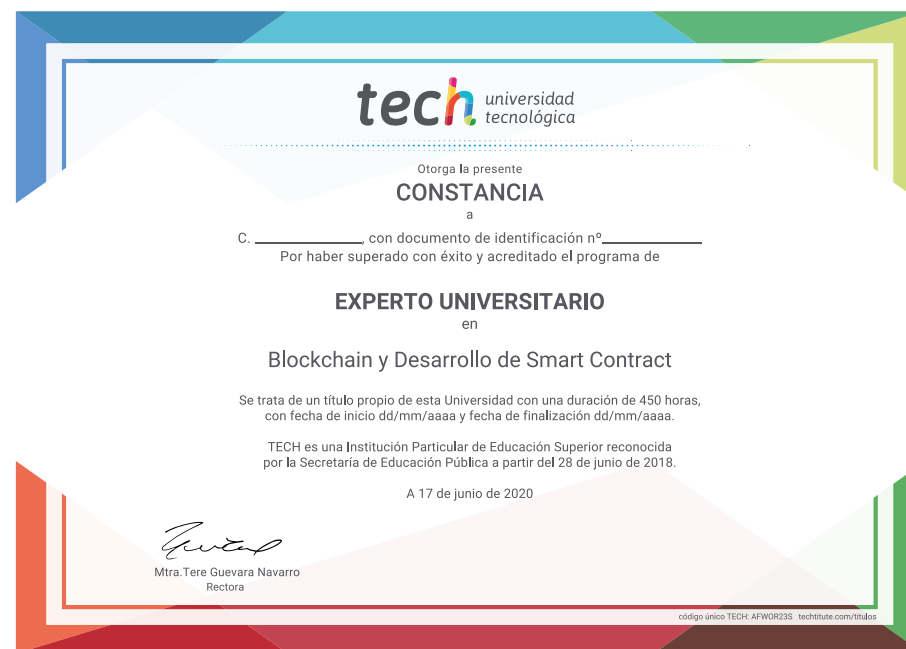 tech universidad
tecnológica
Otorga la presente
CONSTANCIA
a
C. ____________, con documento de identificación nº____________
Por haber superado con éxito y acreditado el programa de
EXPERTO UNIVERSITARIO
en
Blockchain y Desarrollo de Smart Contract
Se trata de un título propio de esta Universidad con una duración de 450 horas,
con fecha de inicio dd/mm/aaaa y fecha de finalización dd/mm/aaaa.
TECH es una Institución Particular de Educación Superior reconocida
por la Secretaría de Educación Pública a partir del 28 de junio de 2018.
A 17 de junio de 2020
Mtra.Tere Guevara Navarro
Rectora
código único TECH: AFWOR23S techtitute.com/titulos